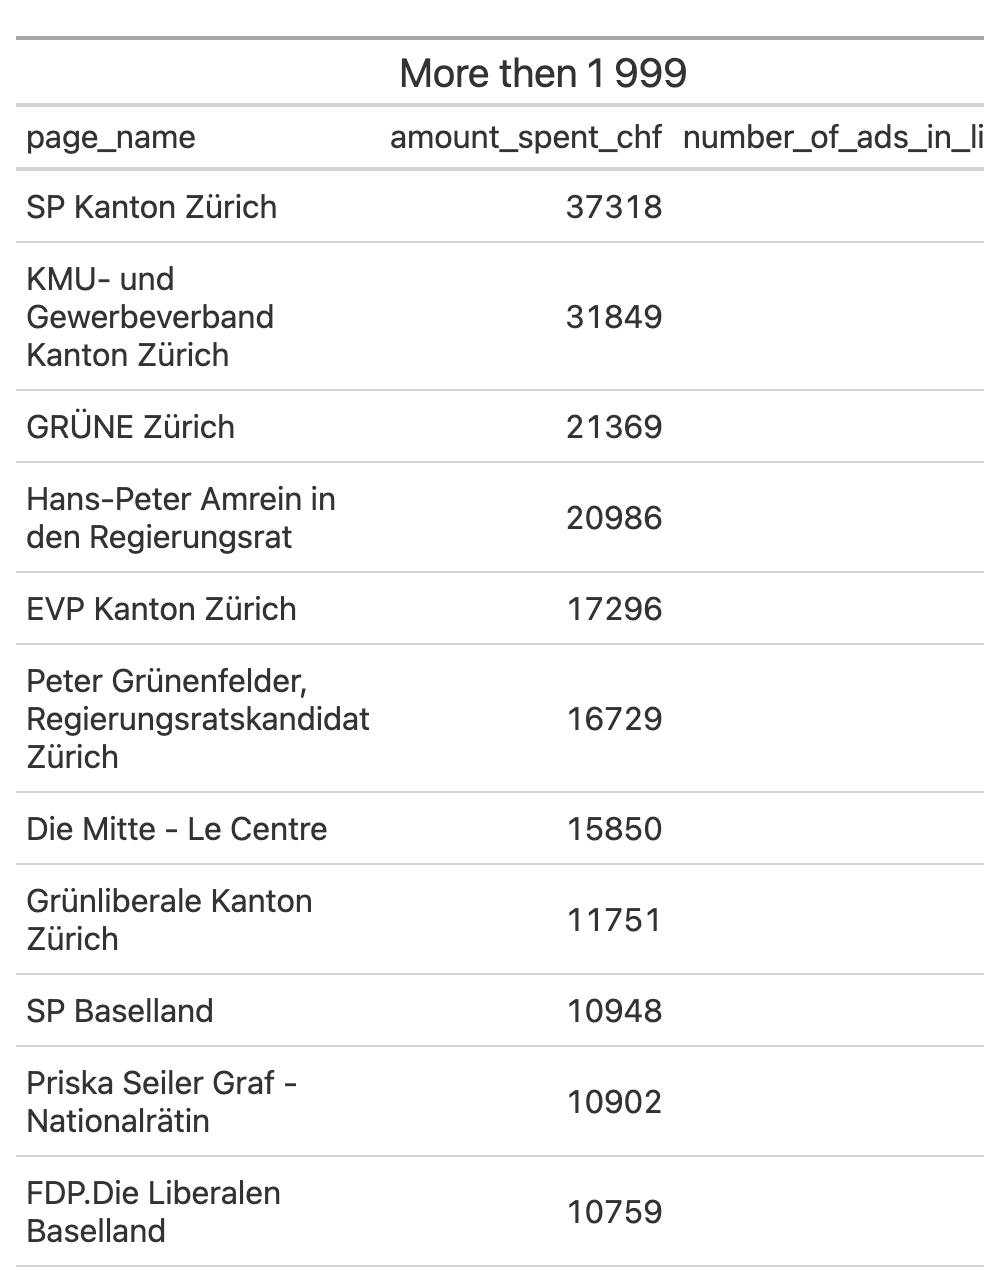 More then 1 999
page_name amount_spent_chf number_of_ads_in_li
SP Kanton Zürich 37318
KMU- und
Gewerbeverband 31849
Kanton Zürich
GRÜNE Zürich 21369
Hans-Peter Amrein in
den Regierungsrat 20986
EVP Kanton Zürich 17296
Peter Grünenfelder,
Regierungsratskandidat 16729
Zürich
Die Mitte - Le Centre 15850
Grünliberale Kanton
Zürich 11751
SP Baselland 10948
Priska Seiler Graf -
Nationalrätin 10902
FDP.Die Liberalen
Baselland 10759